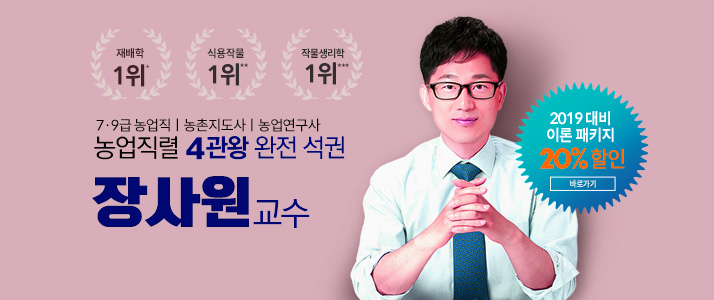 재배학
1위*
식용작물
1위**
작물생리학
1위***
7·9급 농업직 | 농촌지도사 | 농업연구사
농업직렬 4관왕 완전 석권
장사원교수
2019 대비
이론 패키지
20% 할인
바로가기